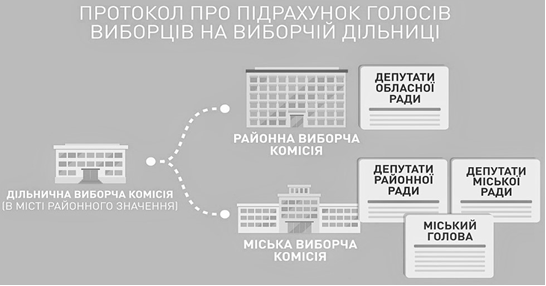 ПРОТОКОЛ ПРО ПІДРАХУНОК ГОЛОСІВ
ВИБОРЦІВ НА ВИБОРЧІЙ ДІЛЬНИЦІ
ДЕПУТАТИ
ОБЛАСНОЇ
РАДИ
РАЙОННА ВИБОРЧА
КОМІСІЯ
ДІЛЬНИЧНА ВИБОРЧА КОМІСІЯ
(В МІСТІ РАЙОННОГО ЗНАЧЕННЯ)
ДЕПУТАТИ
РАЙОННОЇ
РАДИ
ДЕПУТАТИ
МІСЬКОЇ
РАДИ
МІСЬКИЙ
ГОЛОВА
МІСЬКА ВИБОРЧА
КОМІСІЯ